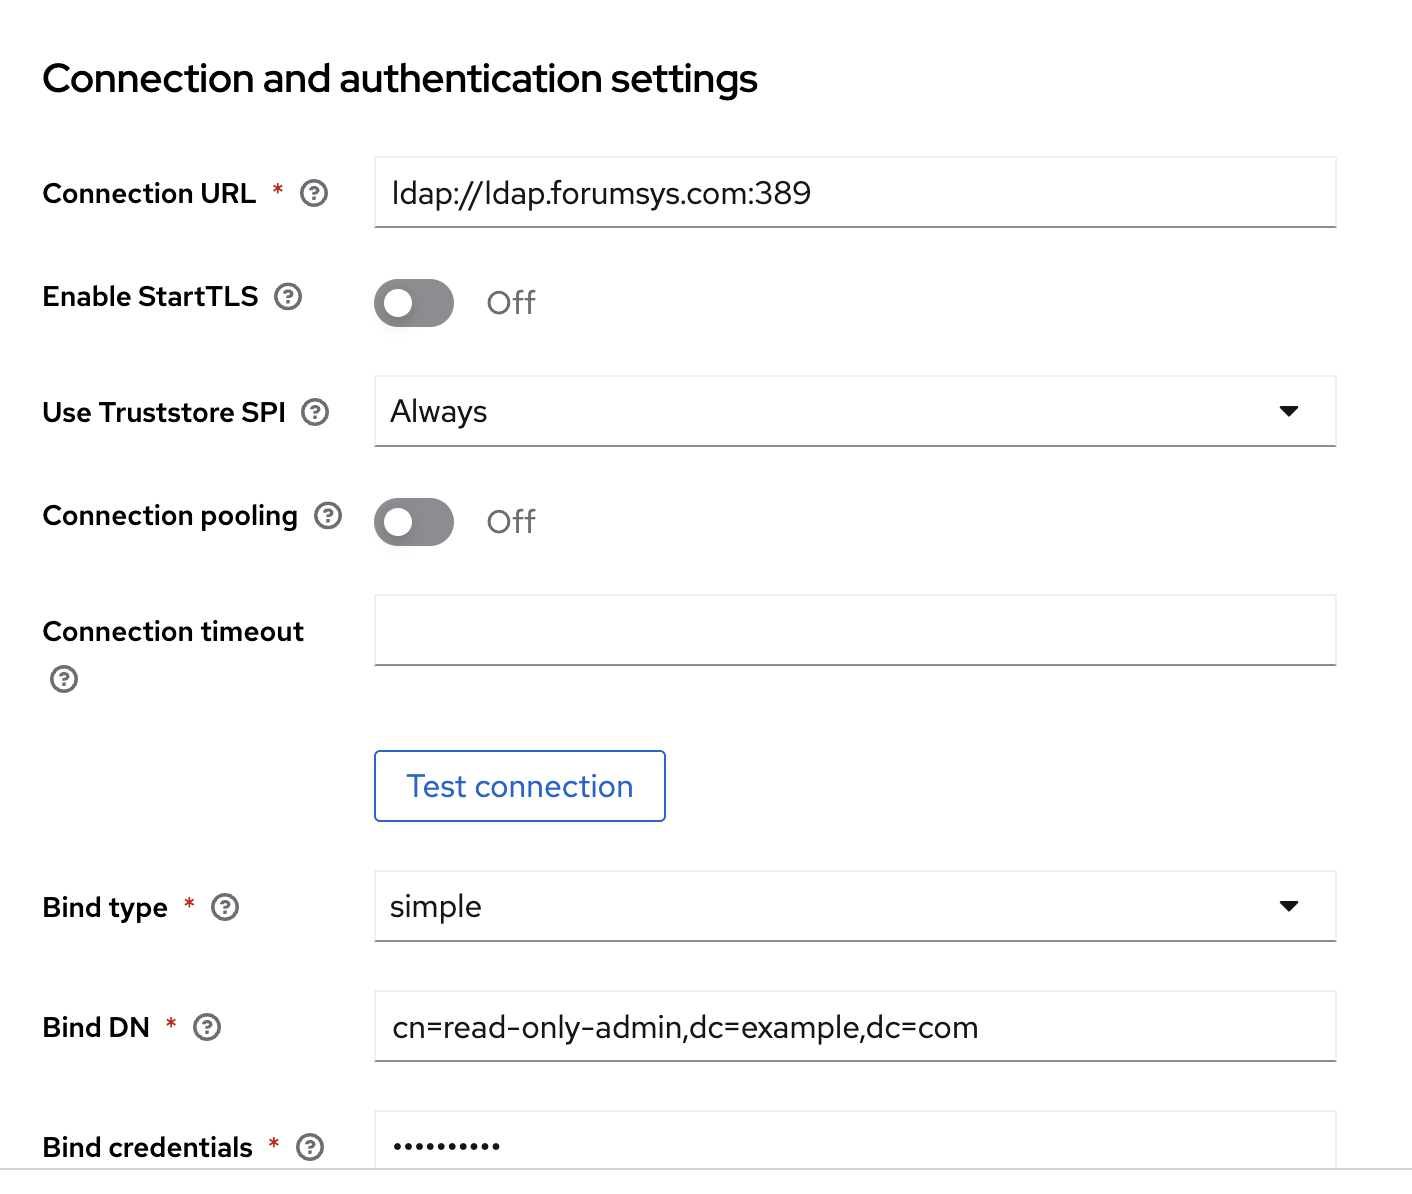 Connection and authentication settings
Connection URL * ldap://ldap.forumsys.com:389
Enable StartTLS Off
Use Truststore SPI Always
Connection pooling Off
Connection timeout
Test connection
Bind type * simple
Bind DN * cn=read-only-admin,dc=example,dc=com
Bind credentials * ••••••••••